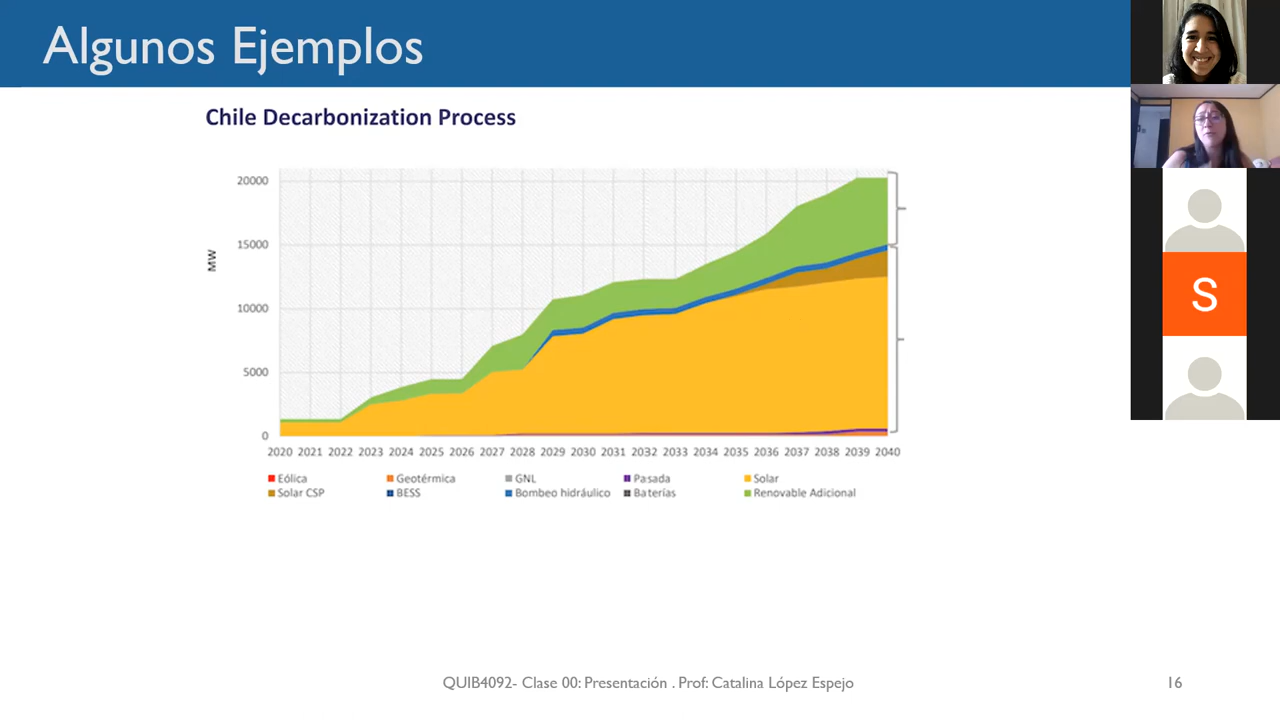 Algunos Ejemplos
Chile Decarbonization Process
20000
15000
MW
10000
5000
0
2020 2021 2022 2023 2024 2025 2026 2027 2028 2029 2030 2031 2032 2033 2034 2035 2036 2037 2038 2039 2040
Eólica Geotérmica GNL Pasada Solar
Solar CSP BESS Bombeo hidráulico Baterías Renovable Adicional
S
QUIB4092- Clase 00: Presentación . Prof: Catalina López Espejo 16